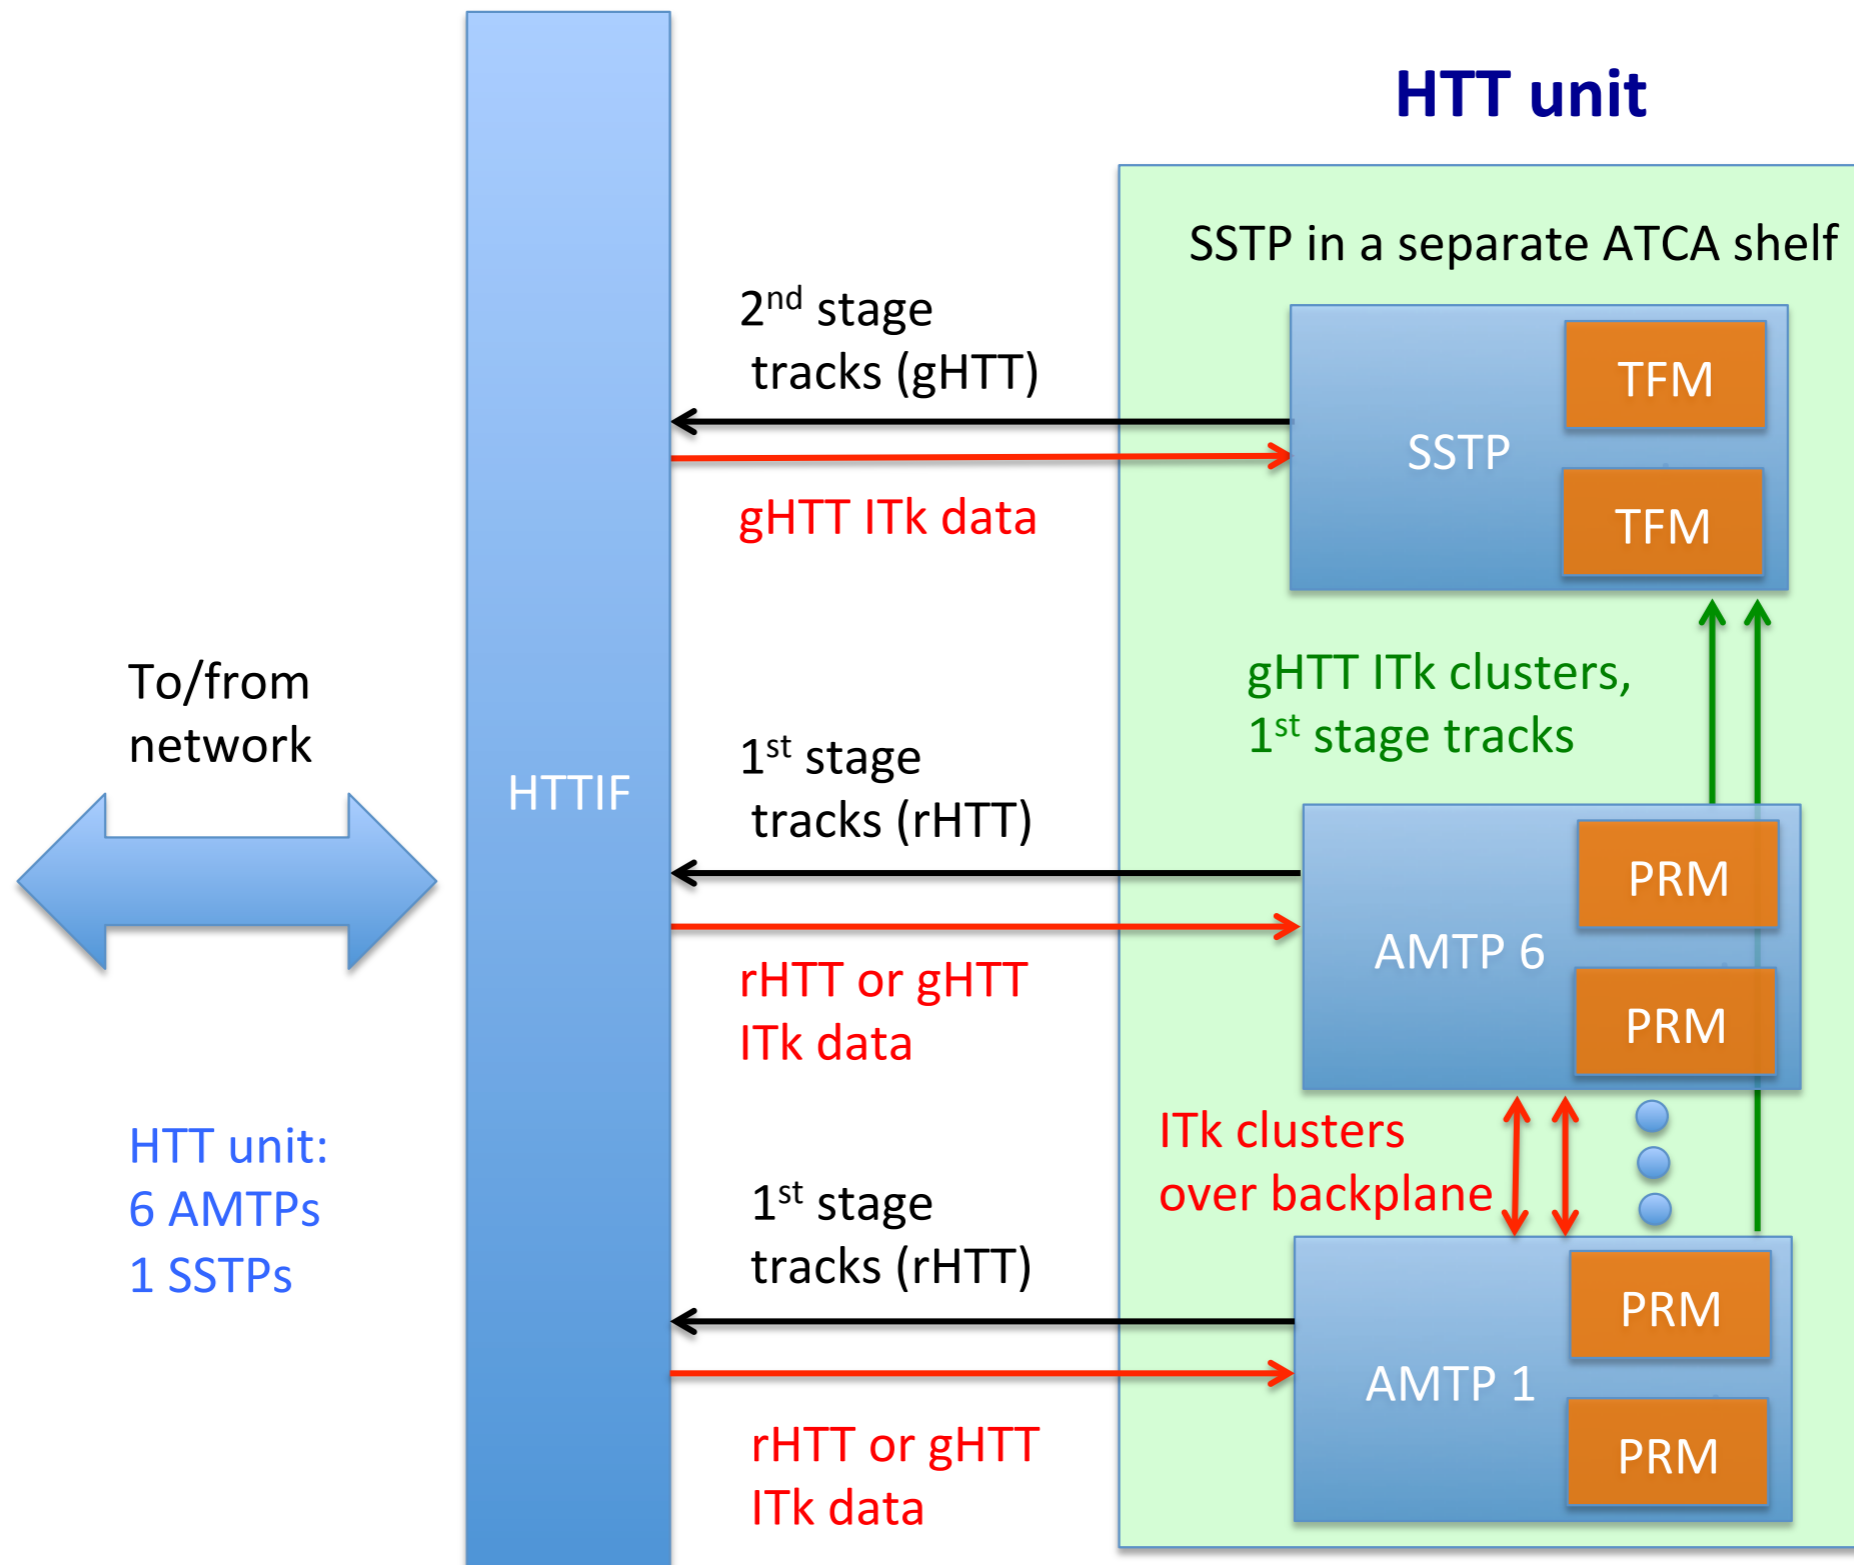 HTT unit
SSTP in a separate ATCA shelf
2nd stage
tracks (gHTT)
TFM
SSTP
TFM
gHTT ITk data
To/from
network
gHTT ITk clusters,
1st stage tracks
1st stage
tracks (rHTT)
HTTIF
PRM
AMTP 6
PRM
rHTT or gHTT
ITk data
HTT unit:
6 AMTPs
1 SSTPs
ITk clusters
over backplane
1st stage
tracks (rHTT)
PRM
AMTP 1
PRM
rHTT or gHTT
ITk data